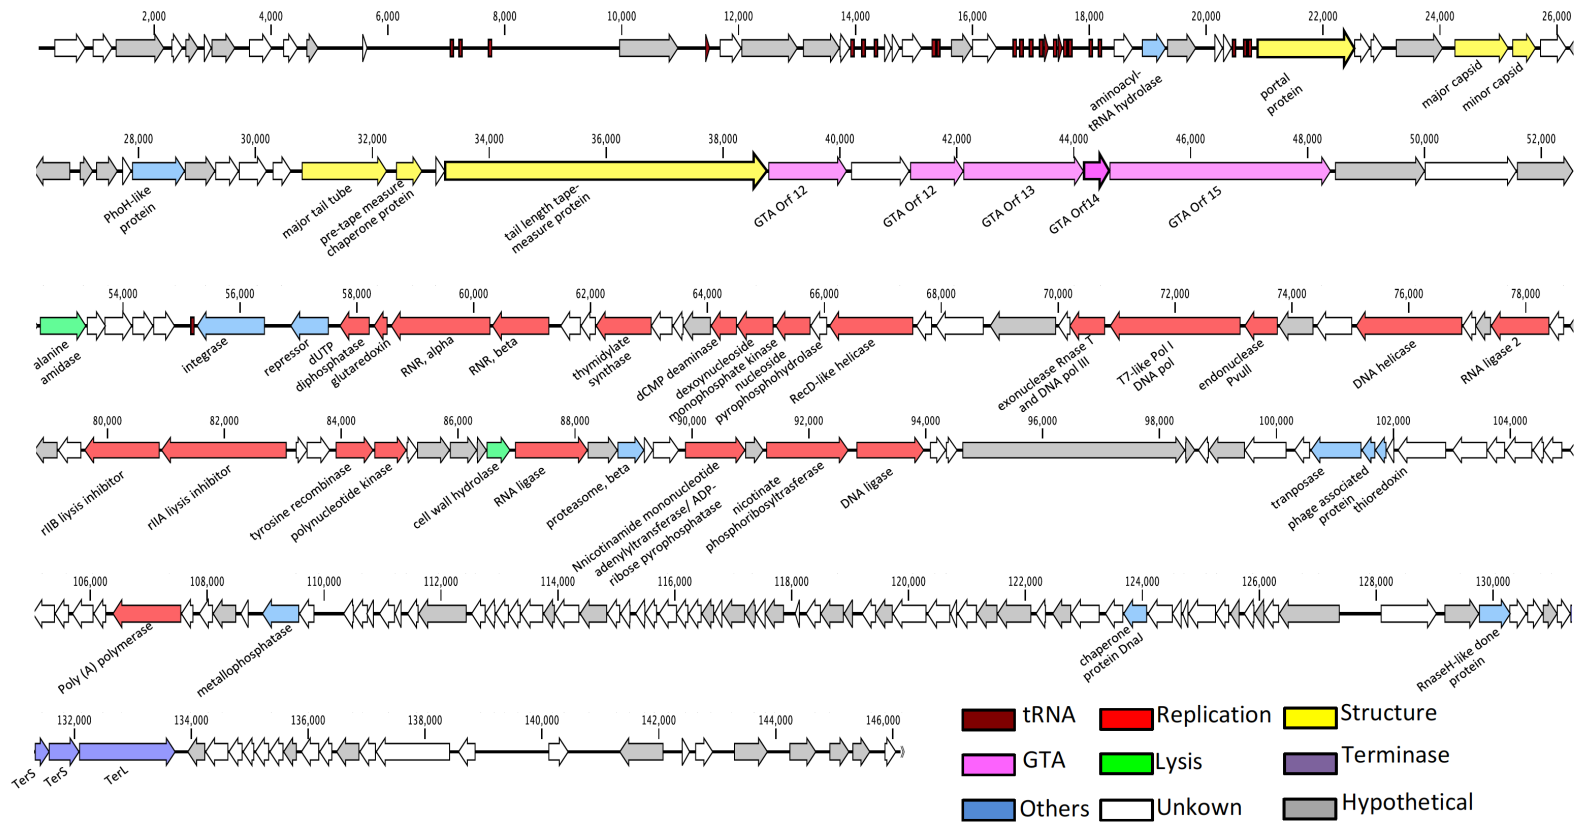 2,000 4,000 6,000 8,000 10,000 12,000 14,000 16,000 18,000 20,000 22,000 24,000 26,000
aminoacyl-
tRNA hydrolase
portal
protein
major capsid
minor capsid
28,000 30,000 32,000 34,000 36,000 38,000 40,000 42,000 44,000 46,000 48,000 50,000 52,000
PhoH-like
protein
major tail tube
pre-tape measure
chaperone protein
tail length tape-
measure protein
GTA Orf 12
GTA Orf 12
GTA Orf 13
GTA Orf14
GTA Orf 15
54,000 56,000 58,000 60,000 62,000 64,000 66,000 68,000 70,000 72,000 74,000 76,000 78,000
alanine
amidase
integrase
repressor
dUTP
diphosphatase
glutaredoxin
RNR, alpha
RNR, beta
thymidylate
synthase
dCMP deaminase
dexoynucleoside
monophosphate kinase
nucleoside
pyrophosphohydrolase
RecD-like helicase
exonuclease Rnase T
and DNA pol III
T7-like Pol I
DNA pol
endonuclease
PvuII
DNA helicase
RNA ligase 2
80,000 82,000 84,000 86,000 88,000 90,000 92,000 94,000 96,000 98,000 100,000 102,000 104,000
rIIB liysis inhibitor
rIIA liysis inhibitor
tyrosine recombinase
polynucleotide kinase
cell wall hydrolase
RNA ligase
proteasome, beta
Nnicotinamide mononucleotide
adenylyltransferase/ ADP-
ribose pyrophosphatase
nicotinate
phosphoribosyltrasferase
DNA ligase
tranposase
phage associated
protein
thioredoxin
106,000 108,000 110,000 112,000 114,000 116,000 118,000 120,000 122,000 124,000 126,000 128,000 130,000
Poly (A) polymerase
metallophosphatase
chaperone
protein DnaJ
RnaseH-like done
protein
132,000 134,000 136,000 138,000 140,000 142,000 144,000 146,000
TerS
TerS
TerL
tRNA Replication Structure
GTA Lysis Terminase
Others Unkown Hypothetical